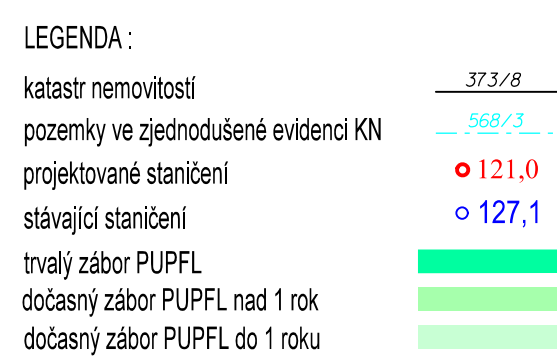 LEGENDA :
katastr nemovitostí 373/8
pozemky ve zjednodušené evidenci KN 568/3
projektované staničení 121,0
stávající staničení 127,1
trvalý zábor PUPFL
dočasný zábor PUPFL nad 1 rok
dočasný zábor PUPFL do 1 roku